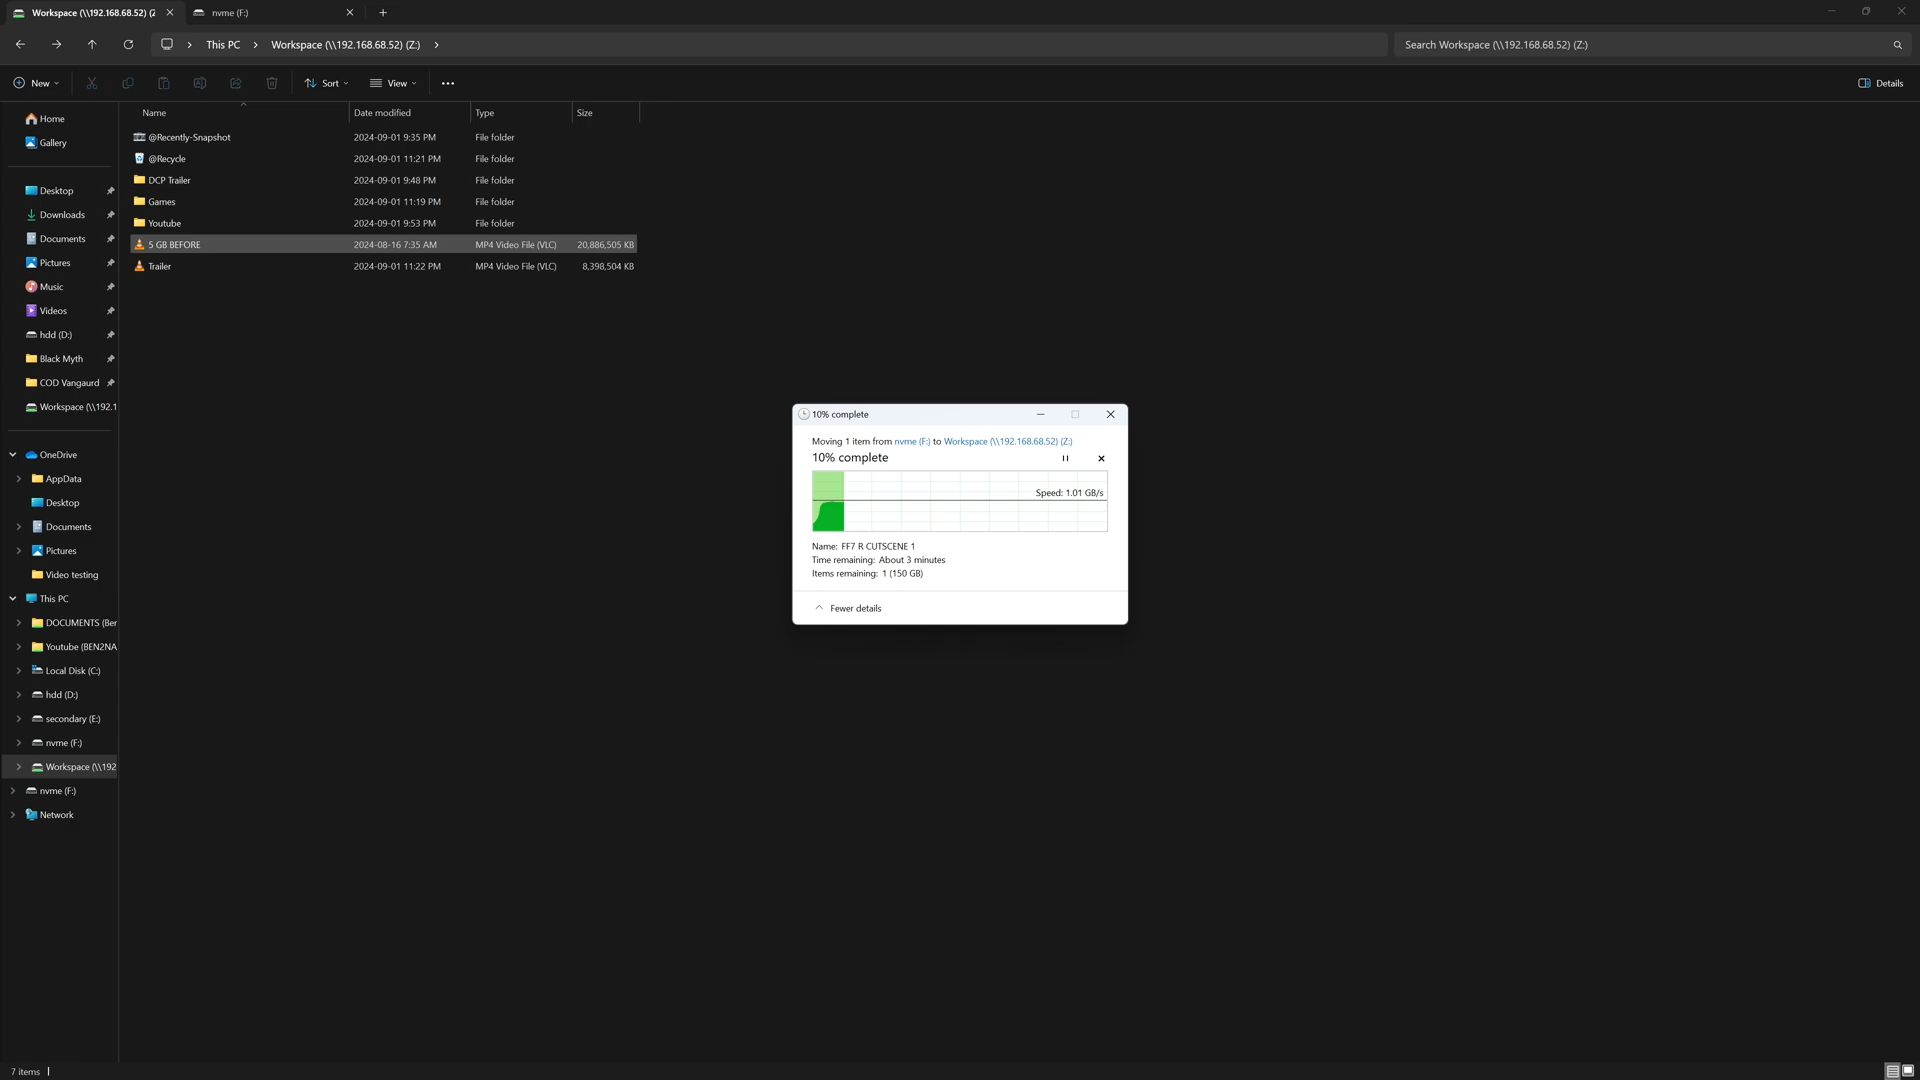 Workspace (\\192.168.68.52) (Z
nvme (F:)
This PC
Workspace (\\192.168.68.52) (Z:)
Search Workspace (\\192.168.68.52) (Z:)
New
Sort
View
Details
Name
Date modified
Type
Size
@Recently-Snapshot 2024-09-01 9:35 PM File folder
@Recycle 2024-09-01 11:21 PM File folder
DCP Trailer 2024-09-01 9:48 PM File folder
Games 2024-09-01 11:19 PM File folder
Youtube 2024-09-01 9:53 PM File folder
5 GB BEFORE 2024-08-16 7:35 AM MP4 Video File (VLC) 20,886,505 KB
Trailer 2024-09-01 11:22 PM MP4 Video File (VLC) 8,398,504 KB
Home
Gallery
Desktop
Downloads
Documents
Pictures
Music
Videos
hdd (D:)
Black Myth
COD Vangaurd
Workspace (\\192.1
OneDrive
AppData
Desktop
Documents
Pictures
Video testing
This PC
DOCUMENTS (Ber
Youtube (BEN2NA
Local Disk (C:)
hdd (D:)
secondary (E:)
nvme (F:)
Workspace (\\192
nvme (F:)
Network
10% complete
Moving 1 item from nvme (F:) to Workspace (\\192.168.68.52) (Z:)
10% complete
Speed: 1.01 GB/s
Name: FF7 R CUTSCENE 1
Time remaining: About 3 minutes
Items remaining: 1 (150 GB)
Fewer details
7 items